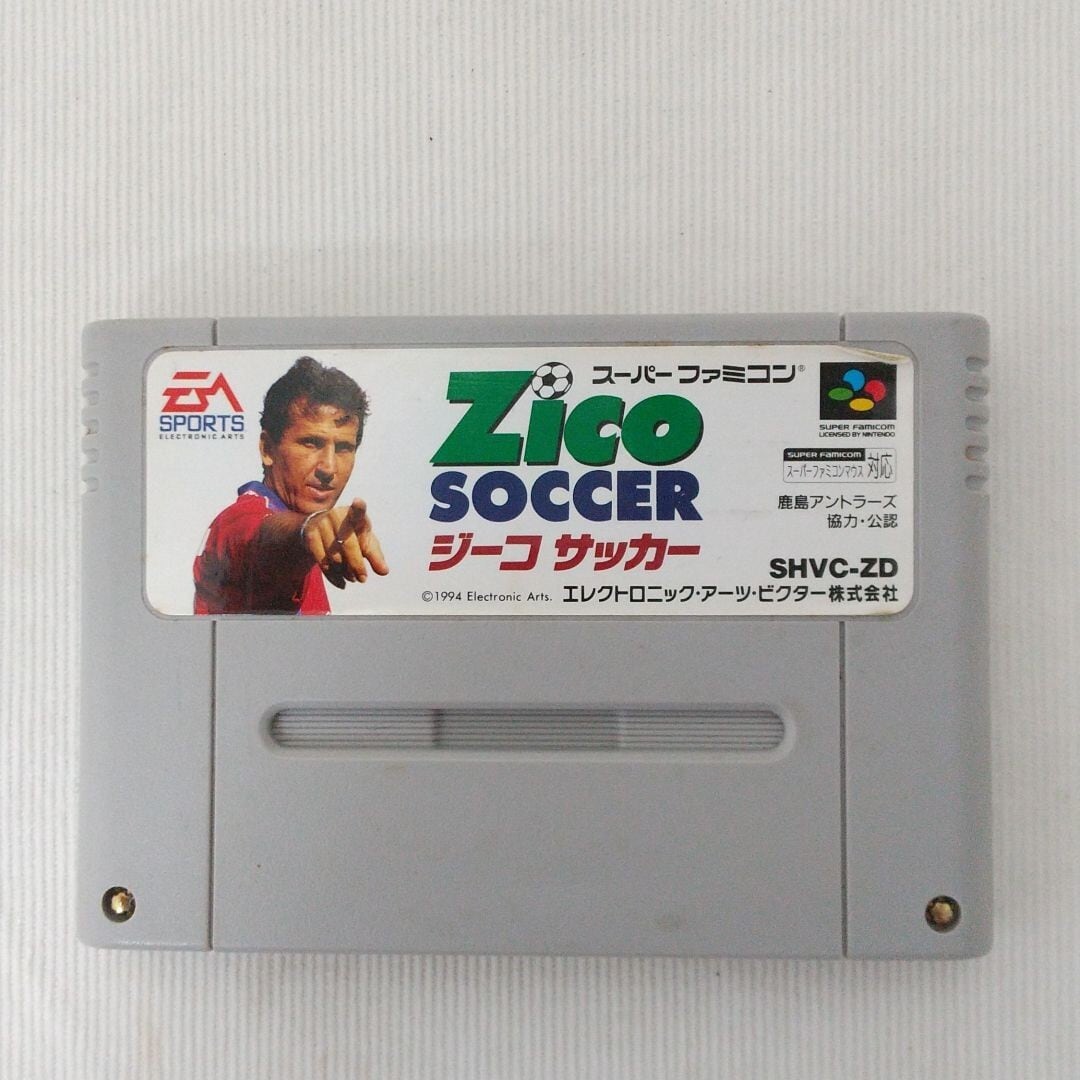 EA
SPORTS
ELECTRONIC ARTS
Zico
SOCCER
ジーコ サッカー
©1994 Electronic Arts.
スーパーファミコン®
SUPER FAMICOM
LICENSED BY NINTENDO
SUPER FAMICOM
スーパーファミコンマウス 対応
鹿島アントラーズ
協力・公認
SHVC-ZD
エレクトロニック・アーツ・ビクター株式会社